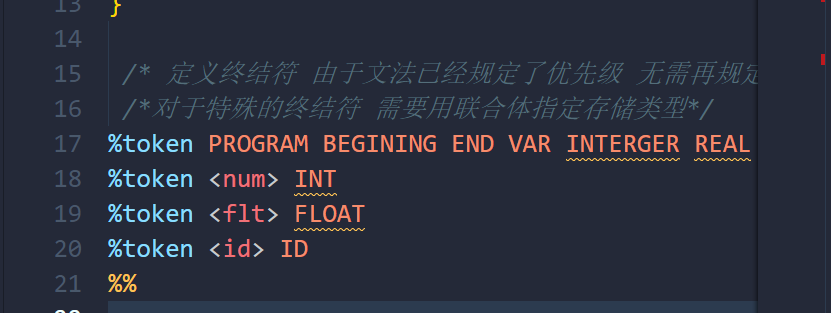 13 }
14
15 /* 定义终结符 由于文法已经规定了优先级 无需再规定
16 /*对于特殊的终结符 需要用联合体指定存储类型*/
17 %token PROGRAM BEGINING END VAR INTERGER REAL
18 %token <num> INT
19 %token <flt> FLOAT
20 %token <id> ID
21 %%